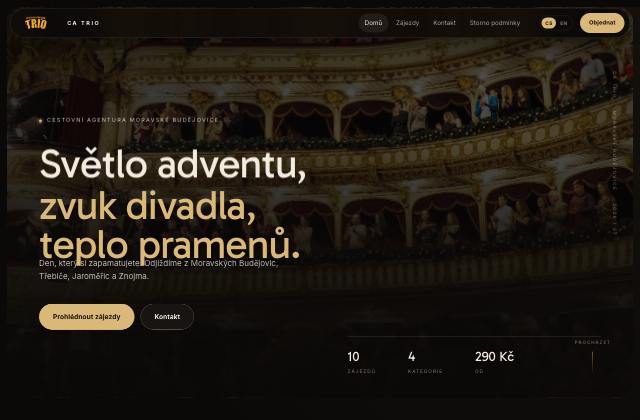 TRIO
CA TRIO
Domů
Zájezdy
Kontakt
Storno podmínky
CS
EN
Objednat
CESTOVNÍ AGENTURA MORAVSKÉ BUDĚJOVICE
Světlo adventu,
zvuk divadla,
teplo pramenů.
Den, který si zapamatujete. Odjíždíme z Moravských Budějovic,
Třebíče, Jaroměřic a Znojma.
Prohlédnout zájezdy
Kontakt
PROCHÁZET
10
4
290 Kč
ZÁJEZDŮ
KATEGORIE
OD